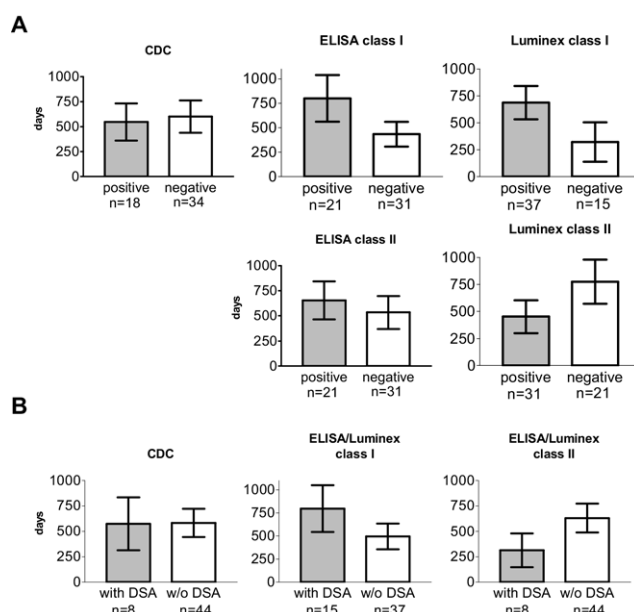 A
CDC
ELISA class I
Luminex class I
days
1000
750
500
250
0
positive negative
n=18 n=34
1000
750
500
250
0
positive negative
n=21 n=31
1000
750
500
250
0
positive negative
n=37 n=15
ELISA class II
Luminex class II
days
1000
750
500
250
0
positive negative
n=21 n=31
1000
750
500
250
0
positive negative
n=31 n=21
B
CDC
ELISA/Luminex
class I
ELISA/Luminex
class II
days
1000
750
500
250
0
with DSA w/o DSA
n=8 n=44
1000
750
500
250
0
with DSA w/o DSA
n=15 n=37
1000
750
500
250
0
with DSA w/o DSA
n=8 n=44